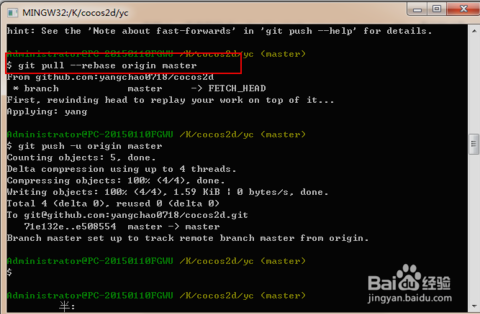 MINGW32:/K/cocos2d/yc
hint: See the 'Note about fast-forwards' in 'git push --help' for details.
Administrator@PC-20150110FGWU /K/cocos2d/yc (master)
$ git pull --rebase origin master
From github.com:yangchao0718/cocos2d
* branch            master     -> FETCH_HEAD
First, rewinding head to replay your work on top of it...
Applying: yang
Administrator@PC-20150110FGWU /K/cocos2d/yc (master)
$ git push -u origin master
Counting objects: 5, done.
Delta compression using up to 4 threads.
Compressing objects: 100% (4/4), done.
Writing objects: 100% (4/4), 1.59 KiB | 0 bytes/s, done.
Total 4 (delta 0), reused 0 (delta 0)
To git@github.com:yangchao0718/cocos2d.git
71e132e..e508554  master -> master
Branch master set up to track remote branch master from origin.
Administrator@PC-20150110FGWU /K/cocos2d/yc (master)
$
Administrator@PC-20150110FGWU /K/cocos2d/yc (master)
半:
Baidu经验
jingyan.baidu.com